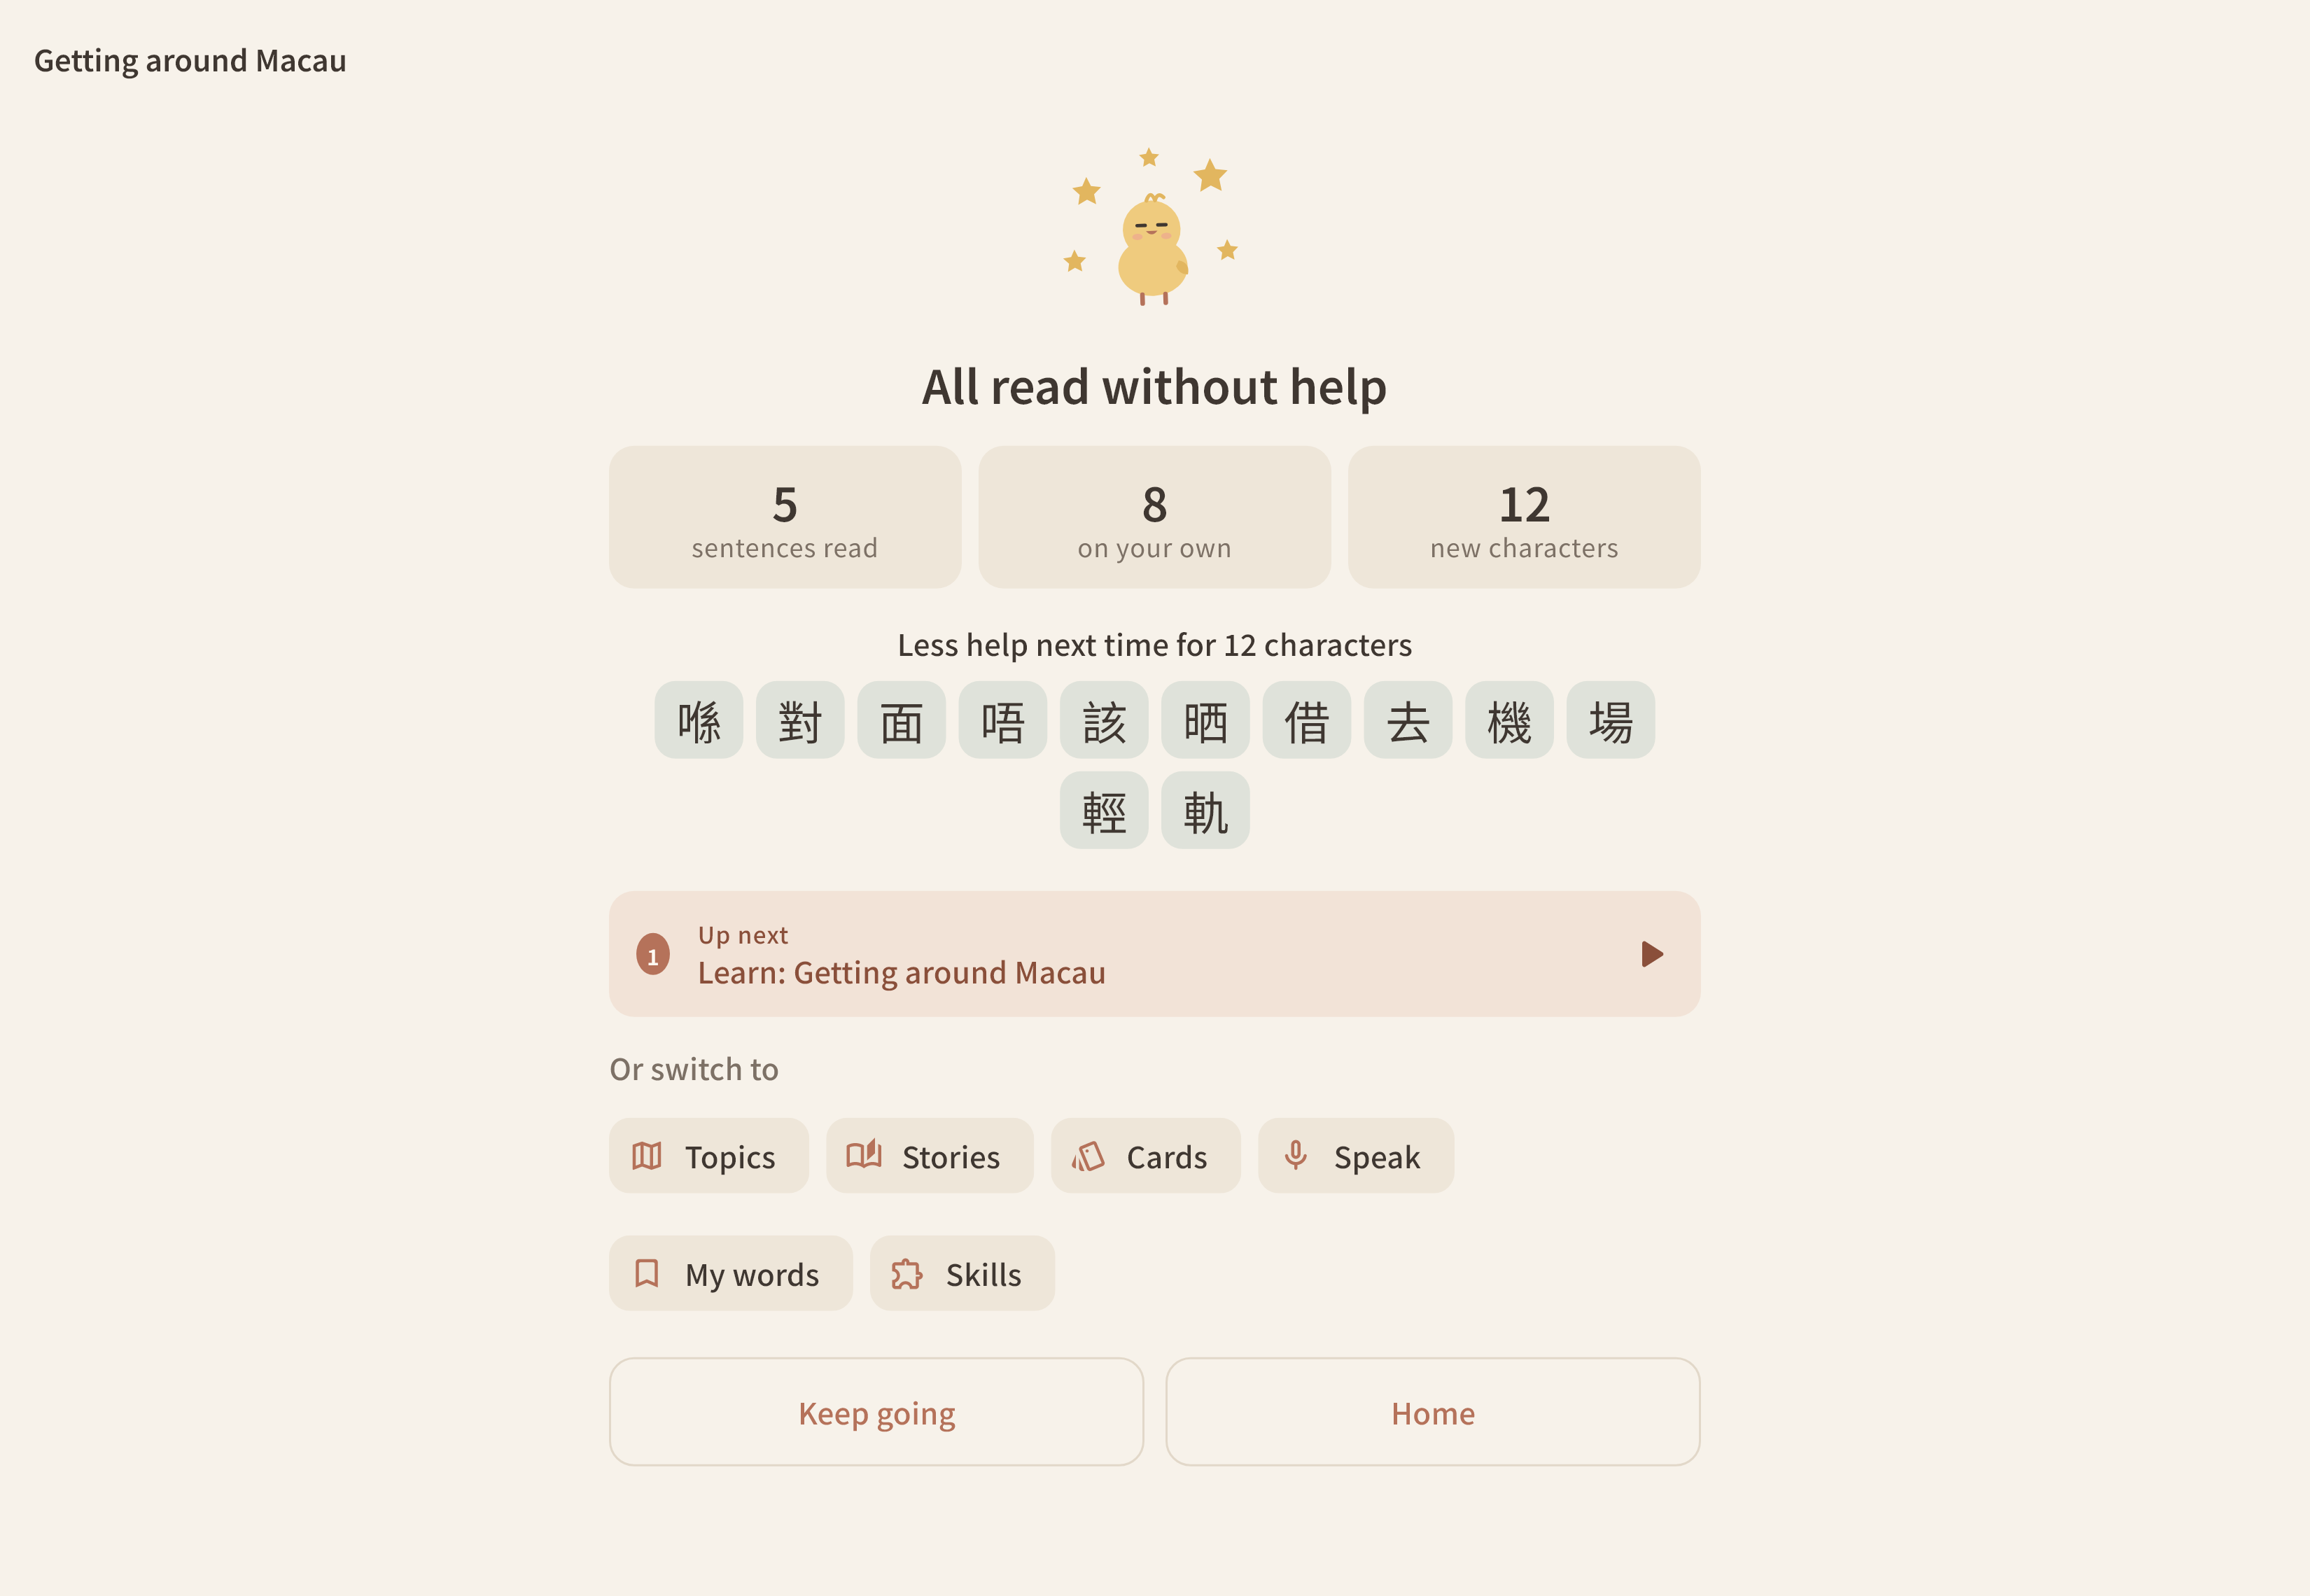 Getting around Macau
All read without help
5
sentences read
8
on your own
12
new characters
Less help next time for 12 characters
喺 對 面 唔 該 晒 借 去 機 場
輕 軌
1
Up next
Learn: Getting around Macau
Or switch to
Topics Stories Cards Speak
My words Skills
Keep going Home